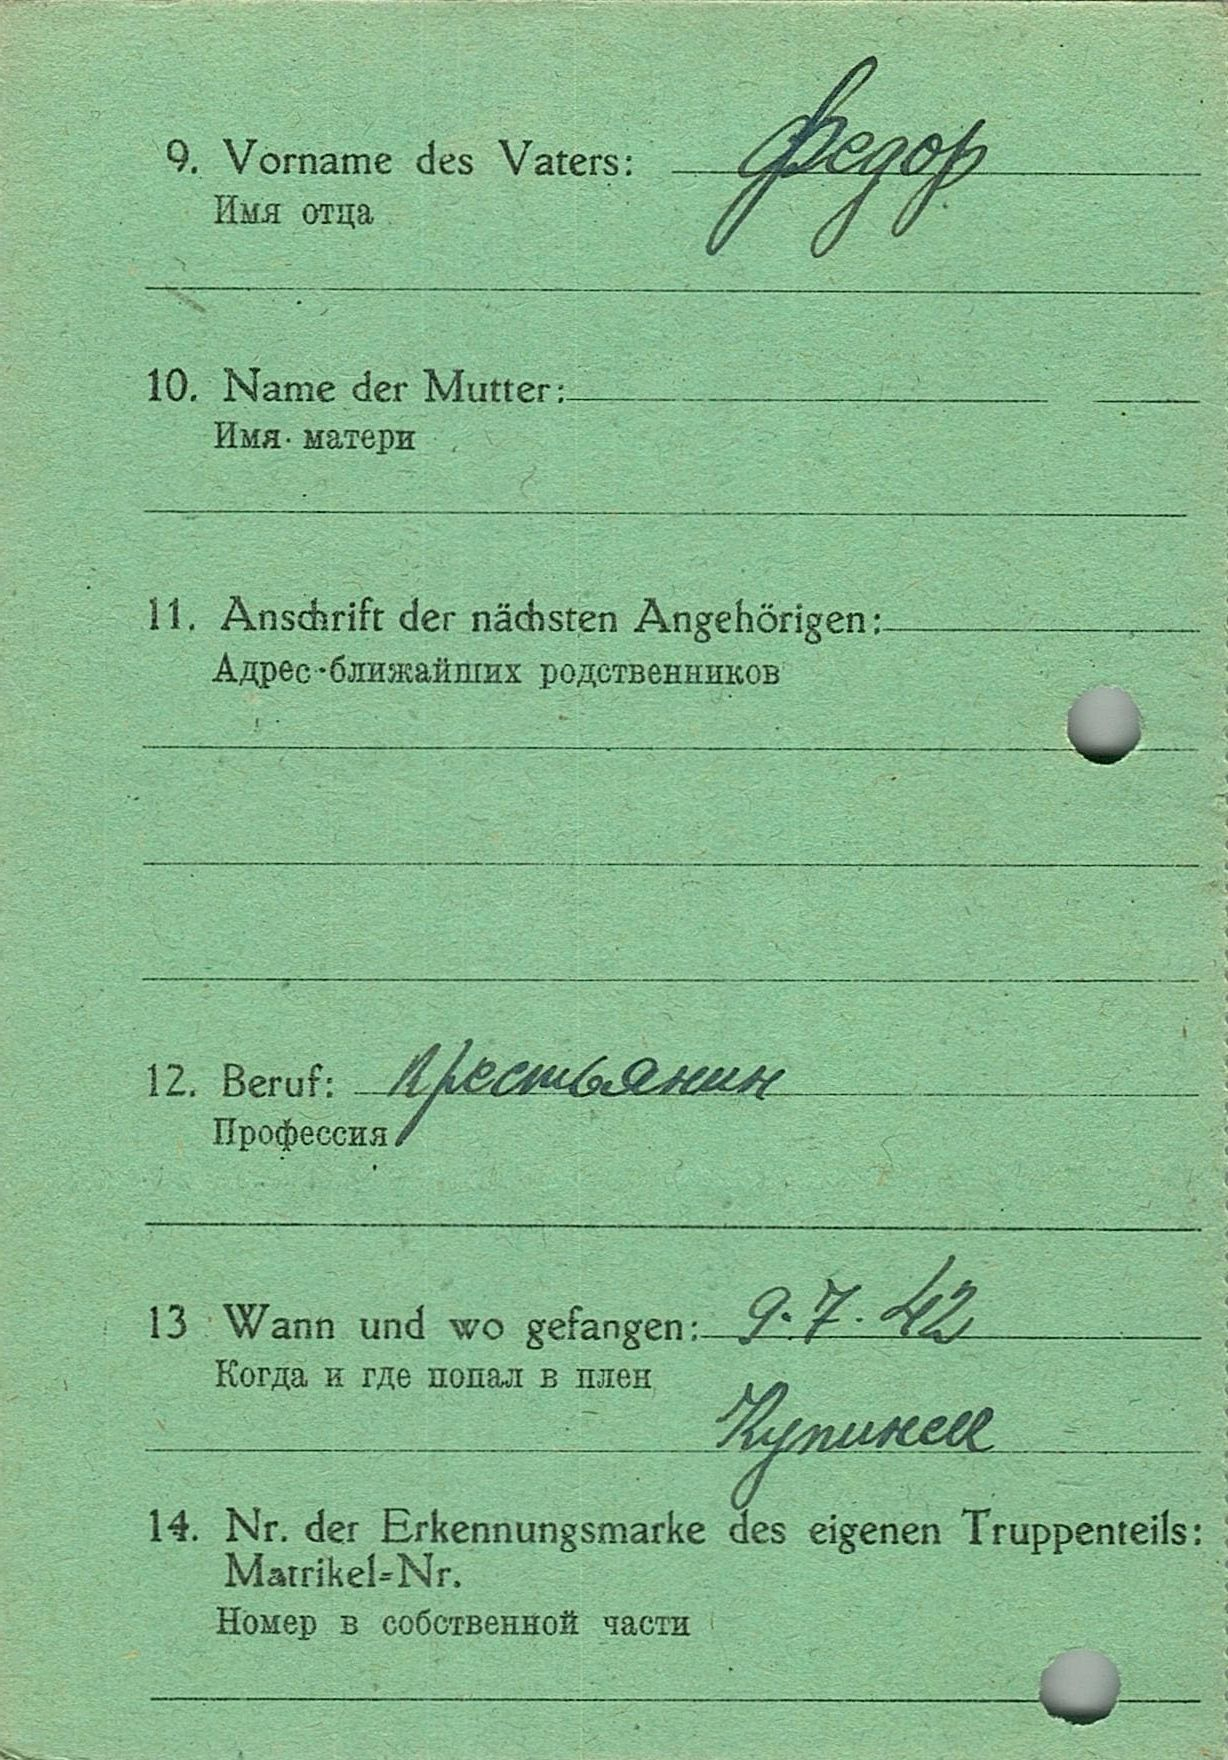 9. Vorname des Vaters: Федор
Имя отца
10. Name der Mutter:
Имя матери
11. Anschrift der nächsten Angehörigen:
Адрес ближайших родственников
12. Beruf: крестьянин
Профессия
13 Wann und wo gefangen: 9.7.42
Когда и где попал в плен
14. Nr. der Erkennungsmarke des eigenen Truppenteils:
Matrikel-Nr.
Номер в собственной части